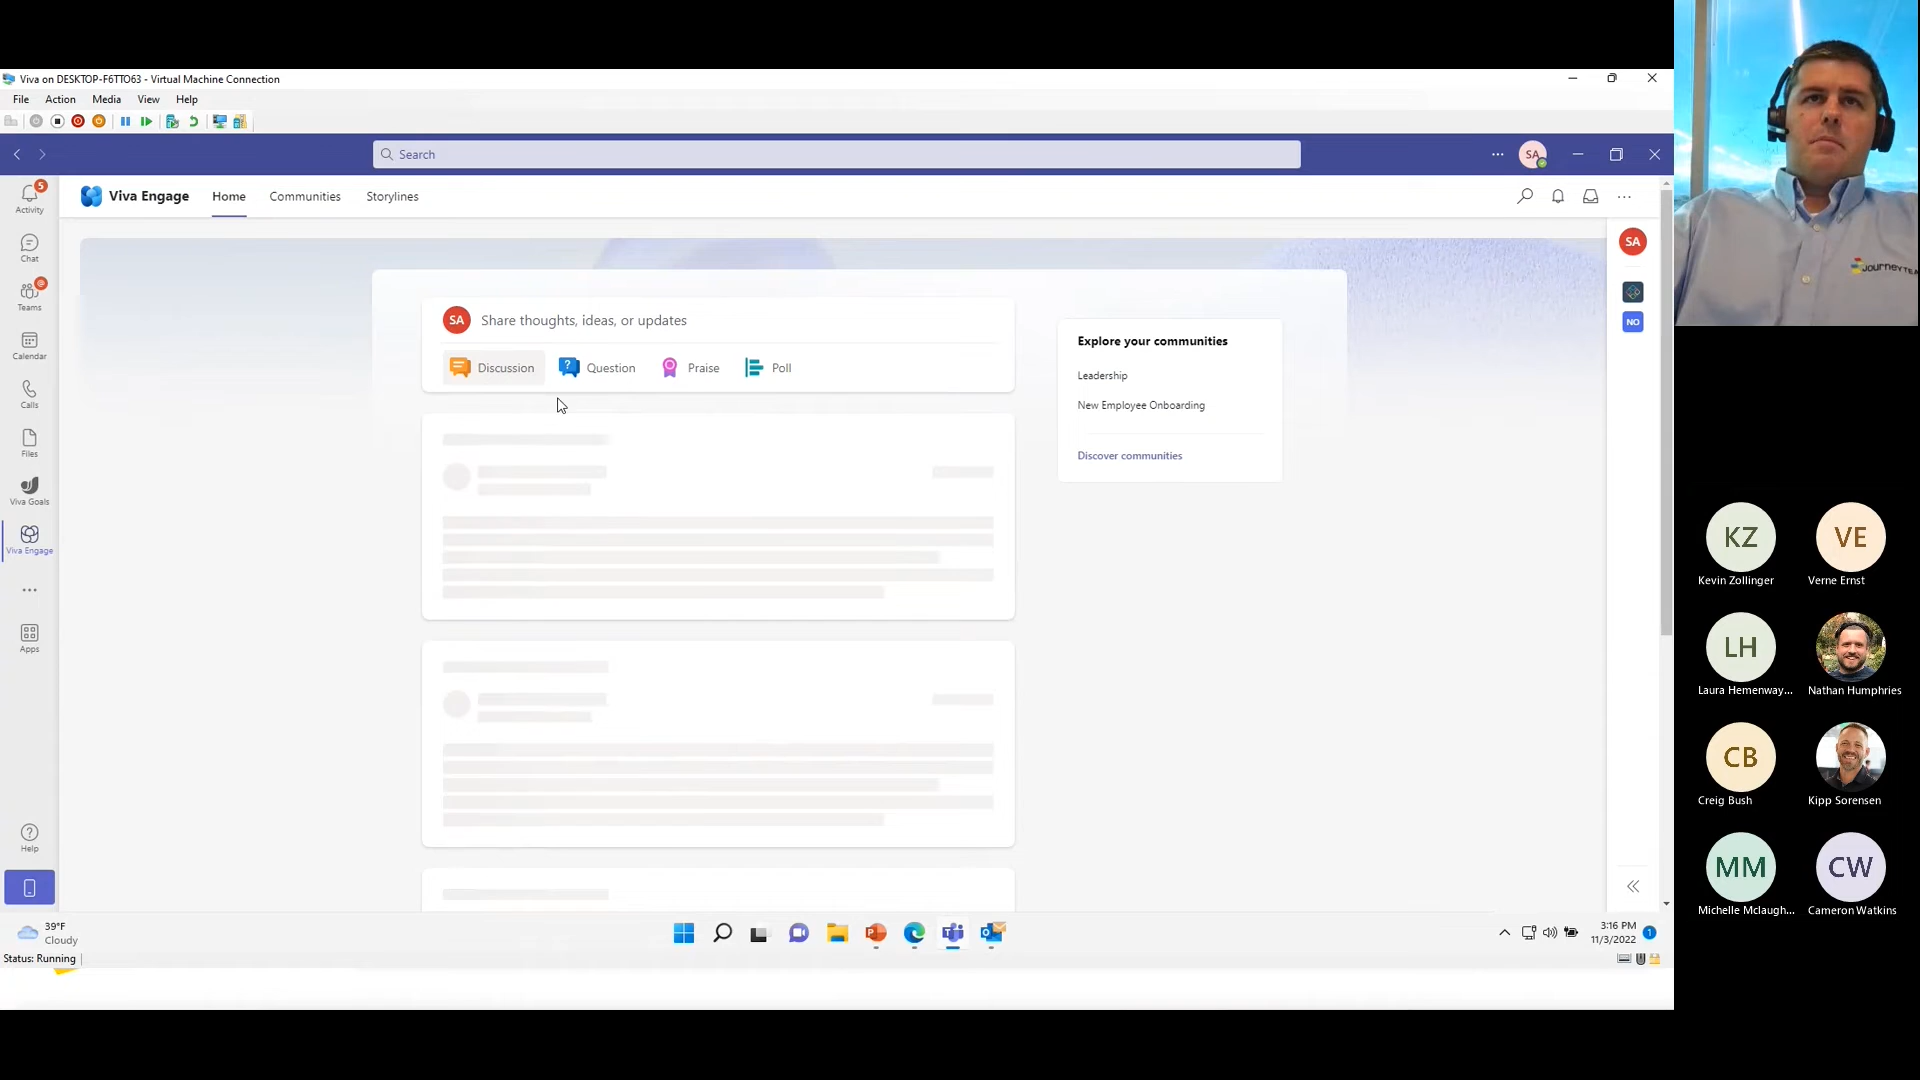 Viva on DESKTOP-F6TTO63 - Virtual Machine Connection
File Action Media View Help
Search
SA
Viva Engage Home Communities Storylines
5
Activity
Chat
Teams
Calendar
Calls
Files
Viva Goals
Viva Engage
Apps
Help
SA Share thoughts, ideas, or updates
Discussion Question Praise Poll
Explore your communities
Leadership
New Employee Onboarding
Discover communities
SA
NO
39°F
Cloudy
3:16 PM
11/3/2022
1
Status: Running
JOURNEYTEA
KZ VE
Kevin Zollinger Verne Ernst
LH
Laura Hemenway... Nathan Humphries
CB
Creig Bush Kipp Sorensen
MM CW
Michelle Mclaugh... Cameron Watkins